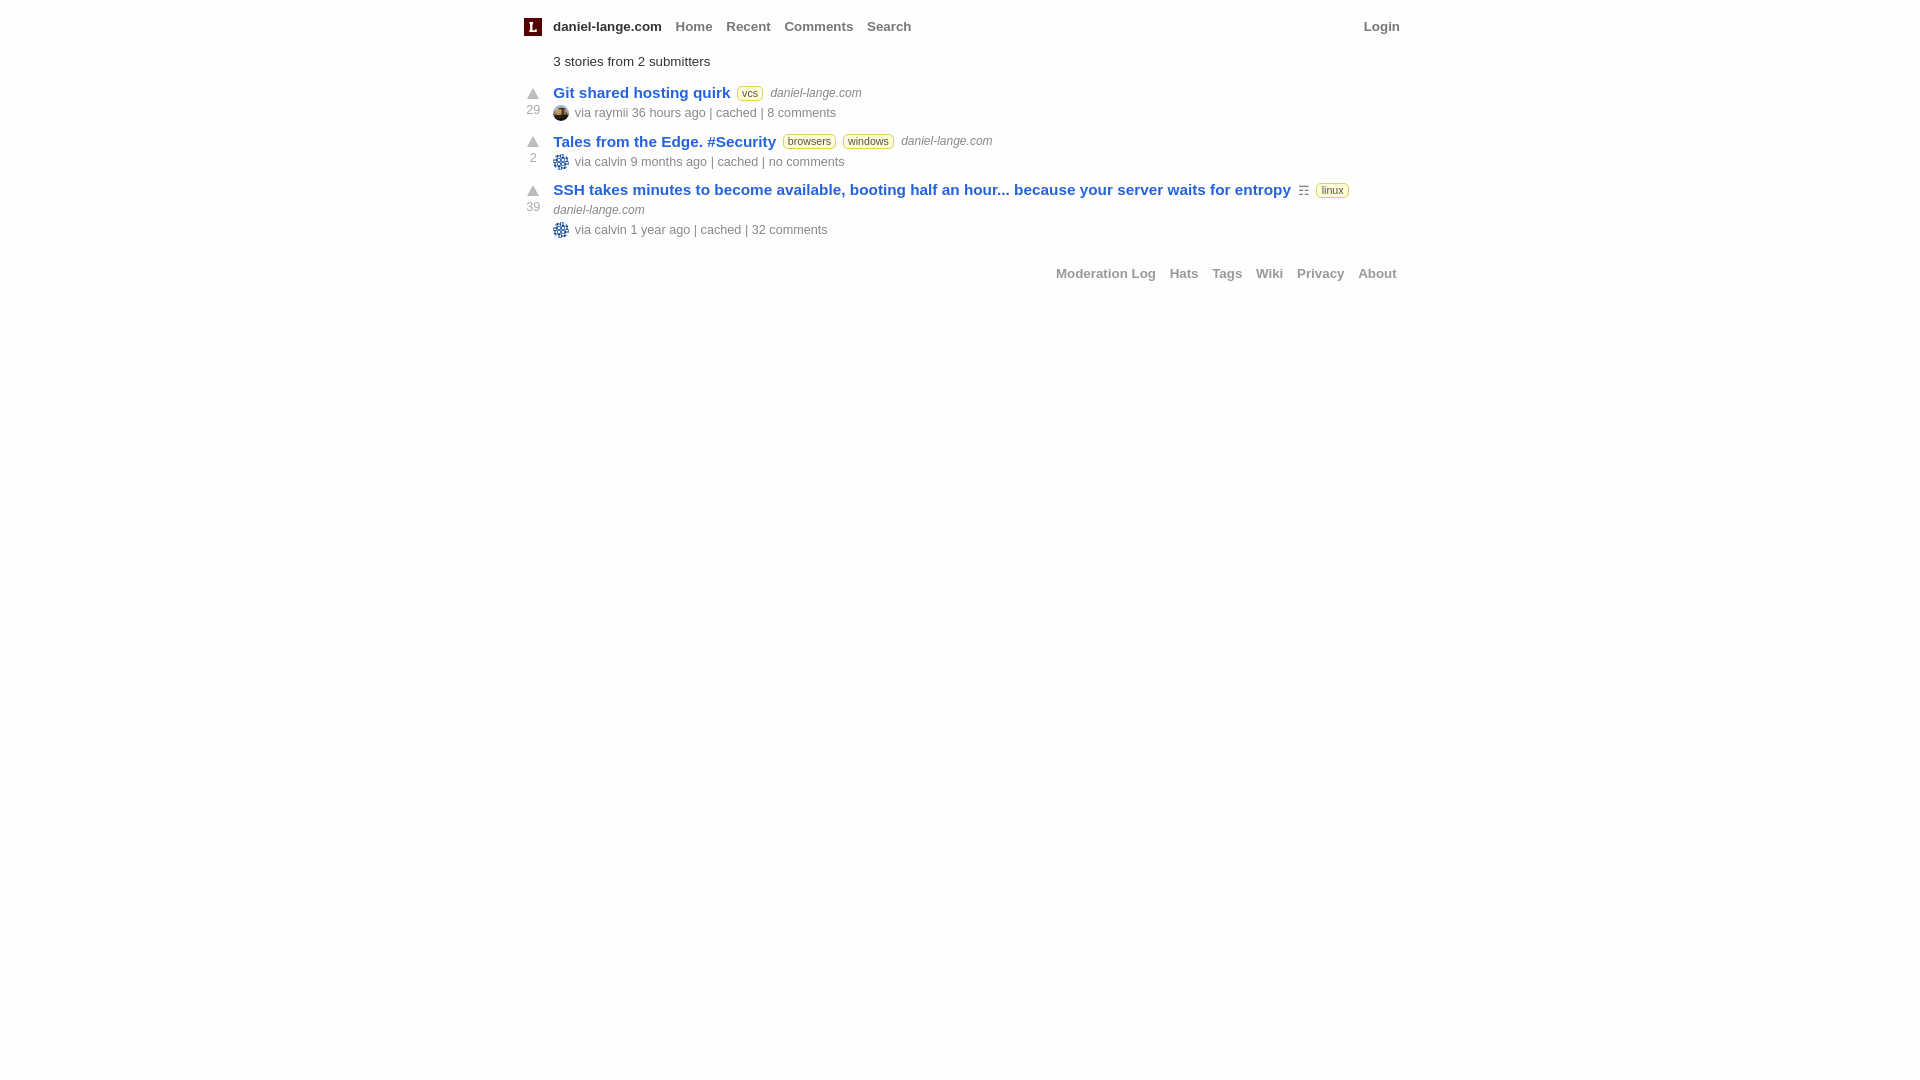 L daniel-lange.com Home Recent Comments Search Login
3 stories from 2 submitters
Git shared hosting quirk vcs daniel-lange.com
29
via raymii 36 hours ago | cached | 8 comments
Tales from the Edge. #Security browsers windows daniel-lange.com
2
via calvin 9 months ago | cached | no comments
SSH takes minutes to become available, booting half an hour... because your server waits for entropy ☶ linux
39
daniel-lange.com
via calvin 1 year ago | cached | 32 comments
Moderation Log Hats Tags Wiki Privacy About